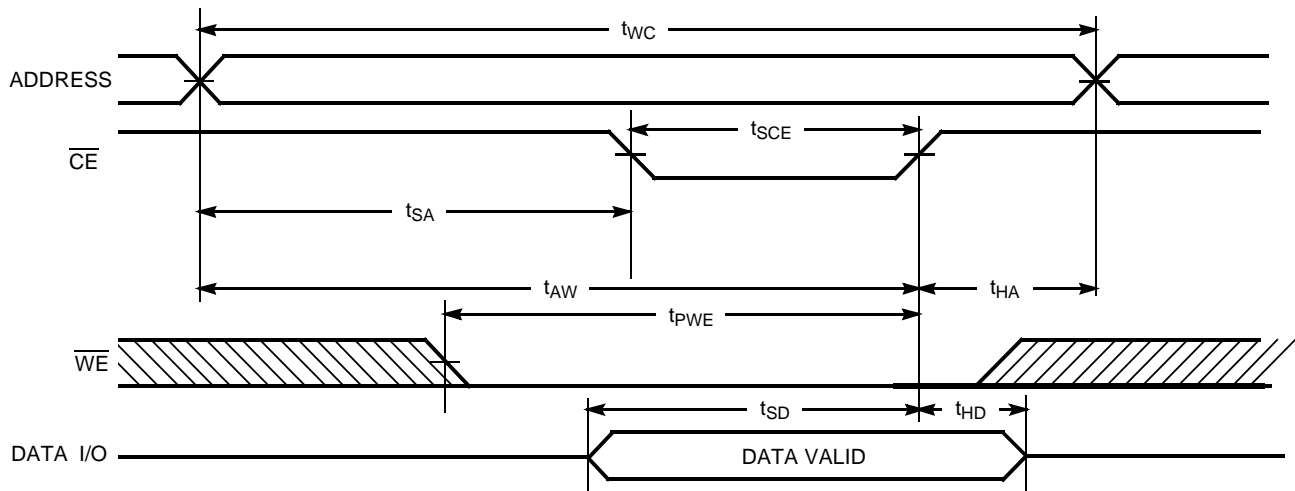 tWC
ADDRESS
tSCE
CE
tSA
tAW
tHA
tPWE
WE
tSD
tHD
DATA I/O
DATA VALID